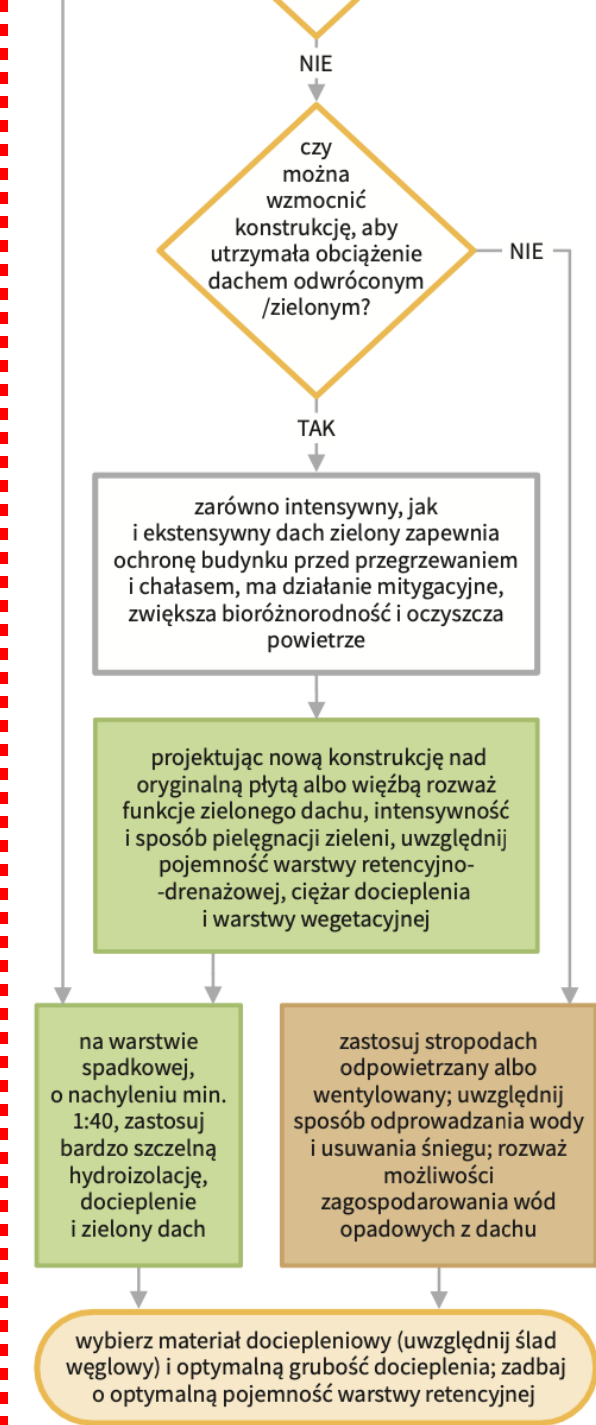 NIE
czy
można
wzmocnić
konstrukcję, aby
utrzymała obciążenie
dachem odwróconym
/zielonym?
NIE
TAK
zarówno intensywny, jak
i ekstensywny dach zielony zapewnia
ochronę budynku przed przegrzewaniem
i chałasem, ma działanie mitygacyjne,
zwiększa bioróżnorodność i oczyszcza
powietrze
projektując nową konstrukcję nad
oryginalną płytą albo więźbą rozważ
funkcje zielonego dachu, intensywność
i sposób pielęgnacji zieleni, uwzględnij
pojemność warstwy retencyjno-
-drenażowej, ciężar docieplenia
i warstwy wegetacyjnej
na warstwie
spadkowej,
o nachyleniu min.
1:40, zastosuj
bardzo szczelną
hydroizolację,
docieplenie
i zielony dach
zastosuj stropodach
odpowietrzany albo
wentylowany; uwzględnij
sposób odprowadzania wody
i usuwania śniegu; rozważ
możliwości
zagospodarowania wód
opadowych z dachu
wybierz materiał dociepleniowy (uwzględnij ślad
węglowy) i optymalną grubość docieplenia; zadbaj
o optymalną pojemność warstwy retencyjnej